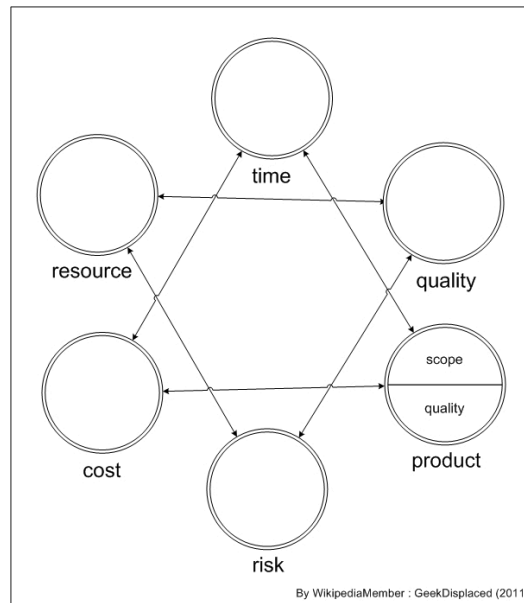 time
resource
quality
scope
quality
cost
product
risk
By WikipediaMember : GeekDisplaced (2011